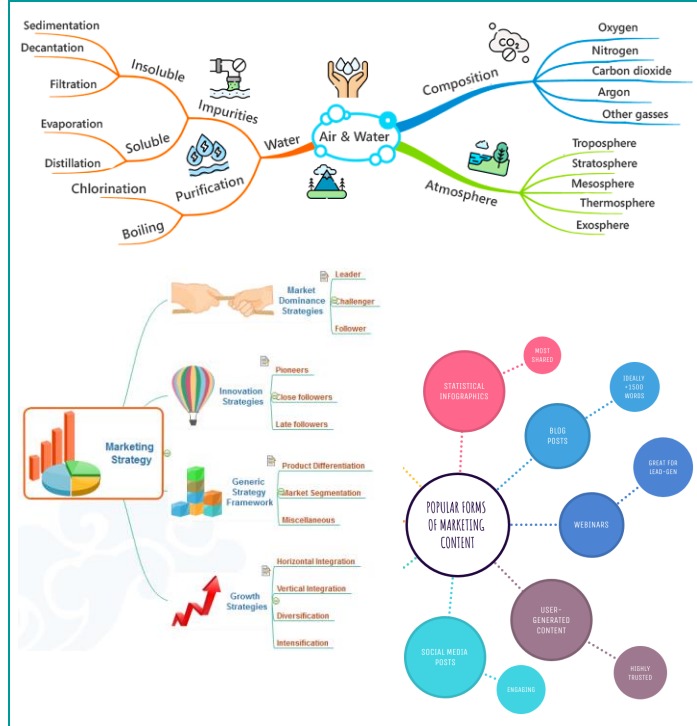 Sedimentation
Decantation
Filtration
Insoluble
Evaporation
Distillation
Soluble
Impurities
Chlorination
Boiling
Purification
Water
Air & Water
CO₂
Composition
Oxygen
Nitrogen
Carbon dioxide
Argon
Other gasses
Atmosphere
Troposphere
Stratosphere
Mesosphere
Thermosphere
Exosphere
Marketing
Strategy
Market
Dominance
Strategies
Leader
Challenger
Follower
Innovation
Strategies
Pioneers
Close followers
Late followers
Generic
Strategy
Framework
Product Differentiation
Market Segmentation
Miscellaneous
Growth
Strategies
Horizontal Integration
Vertical Integration
Diversification
Intensification
POPULAR FORMS
OF MARKETING
CONTENT
STATISTICAL
INFOGRAPHICS
MOST
SHARED
BLOG
POSTS
IDEALLY
+1500
WORDS
WEBINARS
GREAT FOR
LEAD-GEN
USER-
GENERATED
CONTENT
HIGHLY
TRUSTED
SOCIAL MEDIA
POSTS
ENGAGING